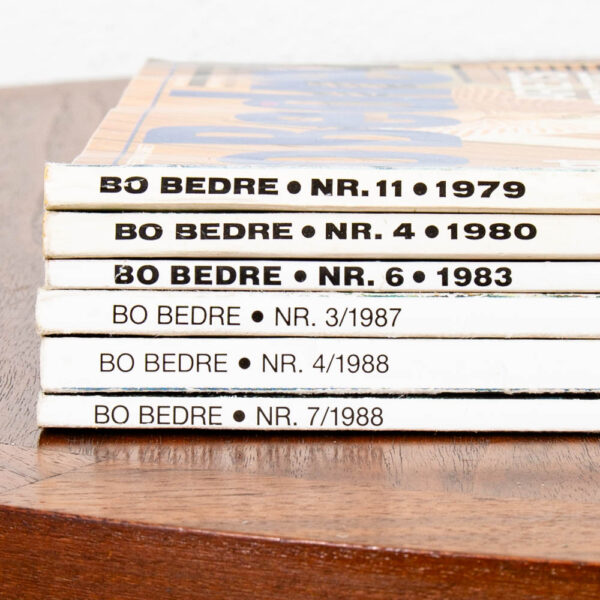 BO BEDRE • NR. 11 • 1979
BO BEDRE • NR. 4 • 1980
BO BEDRE • NR. 6 • 1983
BO BEDRE • NR. 3/1987
BO BEDRE • NR. 4/1988
BO BEDRE • NR. 7/1988